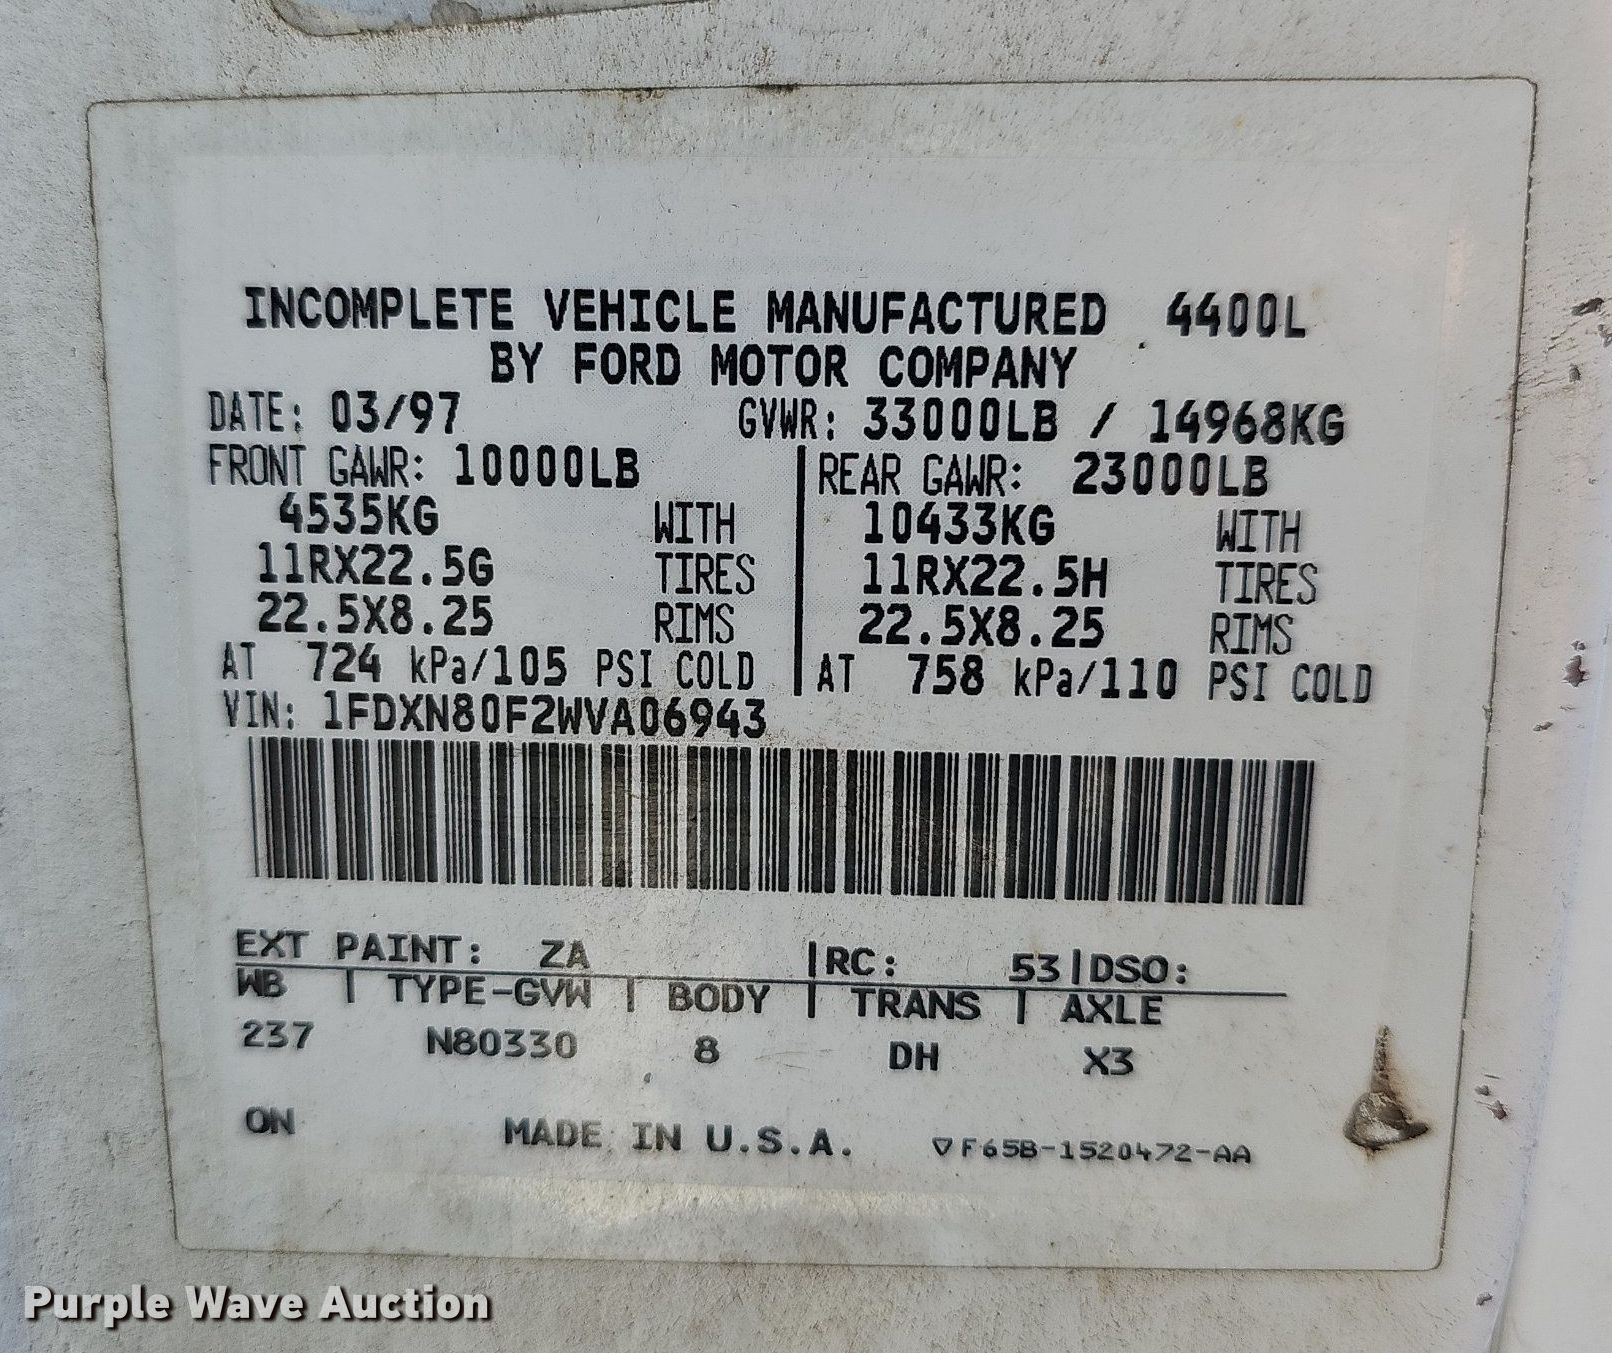 INCOMPLETE VEHICLE MANUFACTURED 4400L
BY FORD MOTOR COMPANY
DATE: 03/97 GVWR: 33000LB / 14968KG
FRONT GAWR: 10000LB REAR GAWR: 23000LB
4535KG WITH 10433KG WITH
11RX22.5G TIRES 11RX22.5H TIRES
22.5X8.25 RIMS 22.5X8.25 RIMS
AT 724 kPa/105 PSI COLD AT 758 kPa/110 PSI COLD
VIN: 1FDXN80F2WVA06943
EXT PAINT: ZA | RC: 53 | DSO:
WB | TYPE-GVW | BODY | TRANS | AXLE
237 N80330 8 DH X3
ON MADE IN U.S.A. ▽F65B-1520472-AA
Purple Wave Auction